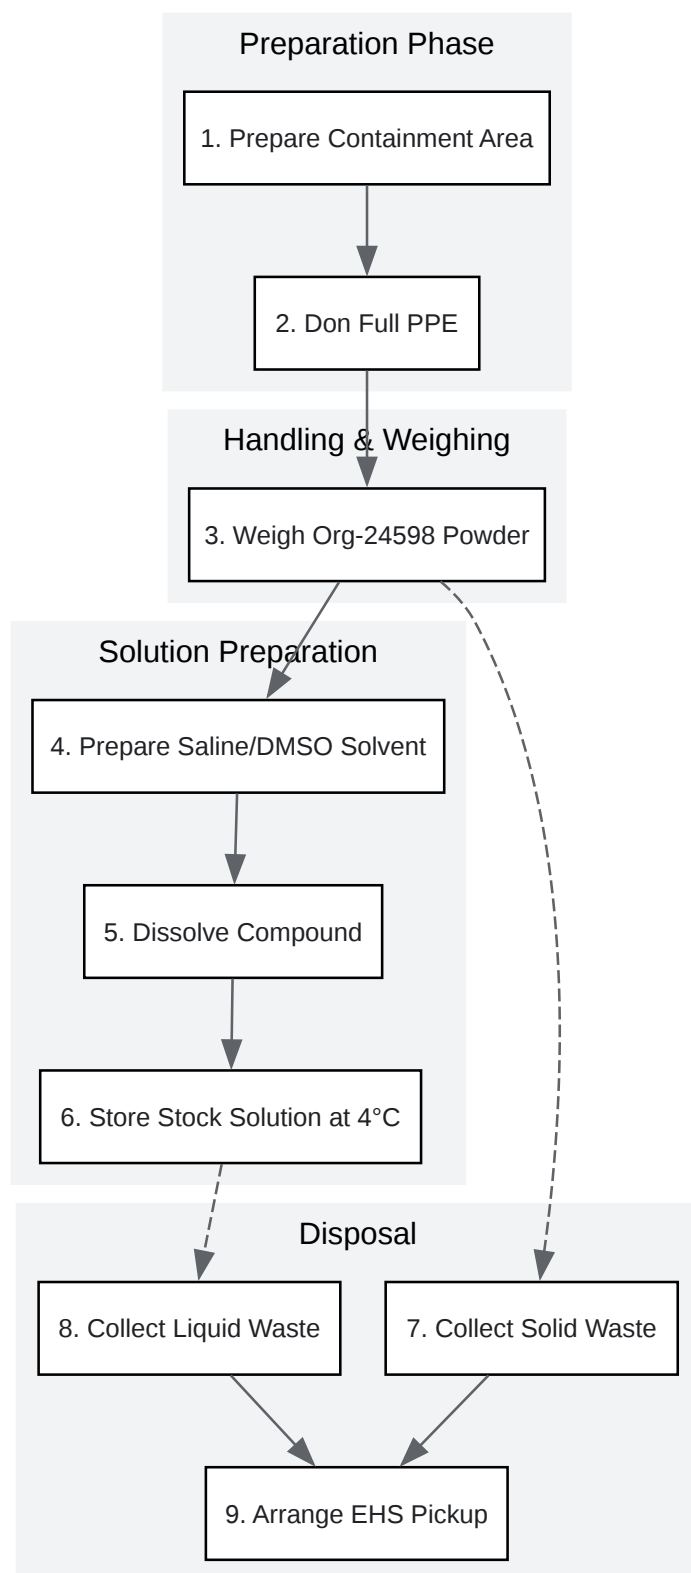 Preparation Phase
1. Prepare Containment Area
2. Don Full PPE
Handling & Weighing
3. Weigh Org-24598 Powder
Solution Preparation
4. Prepare Saline/DMSO Solvent
5. Dissolve Compound
6. Store Stock Solution at 4°C
Disposal
8. Collect Liquid Waste
7. Collect Solid Waste
9. Arrange EHS Pickup